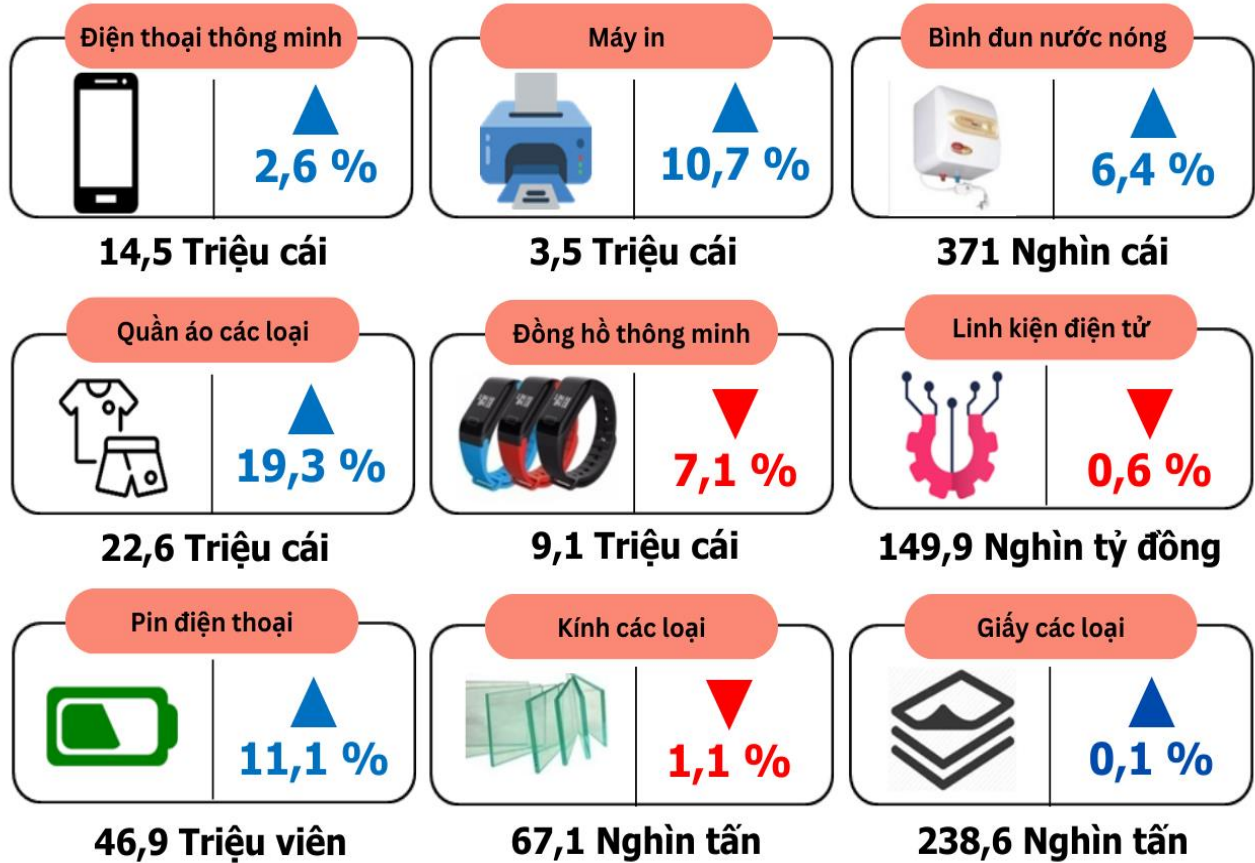 Điện thoại thông minh
2,6 %
14,5 Triệu cái
Máy in
10,7 %
3,5 Triệu cái
Bình đun nước nóng
6,4 %
371 Nghìn cái
Quần áo các loại
19,3 %
22,6 Triệu cái
Đồng hồ thông minh
7,1 %
9,1 Triệu cái
Linh kiện điện tử
0,6 %
149,9 Nghìn tỷ đồng
Pin điện thoại
11,1 %
46,9 Triệu viên
Kính các loại
1,1 %
67,1 Nghìn tấn
Giấy các loại
0,1 %
238,6 Nghìn tấn